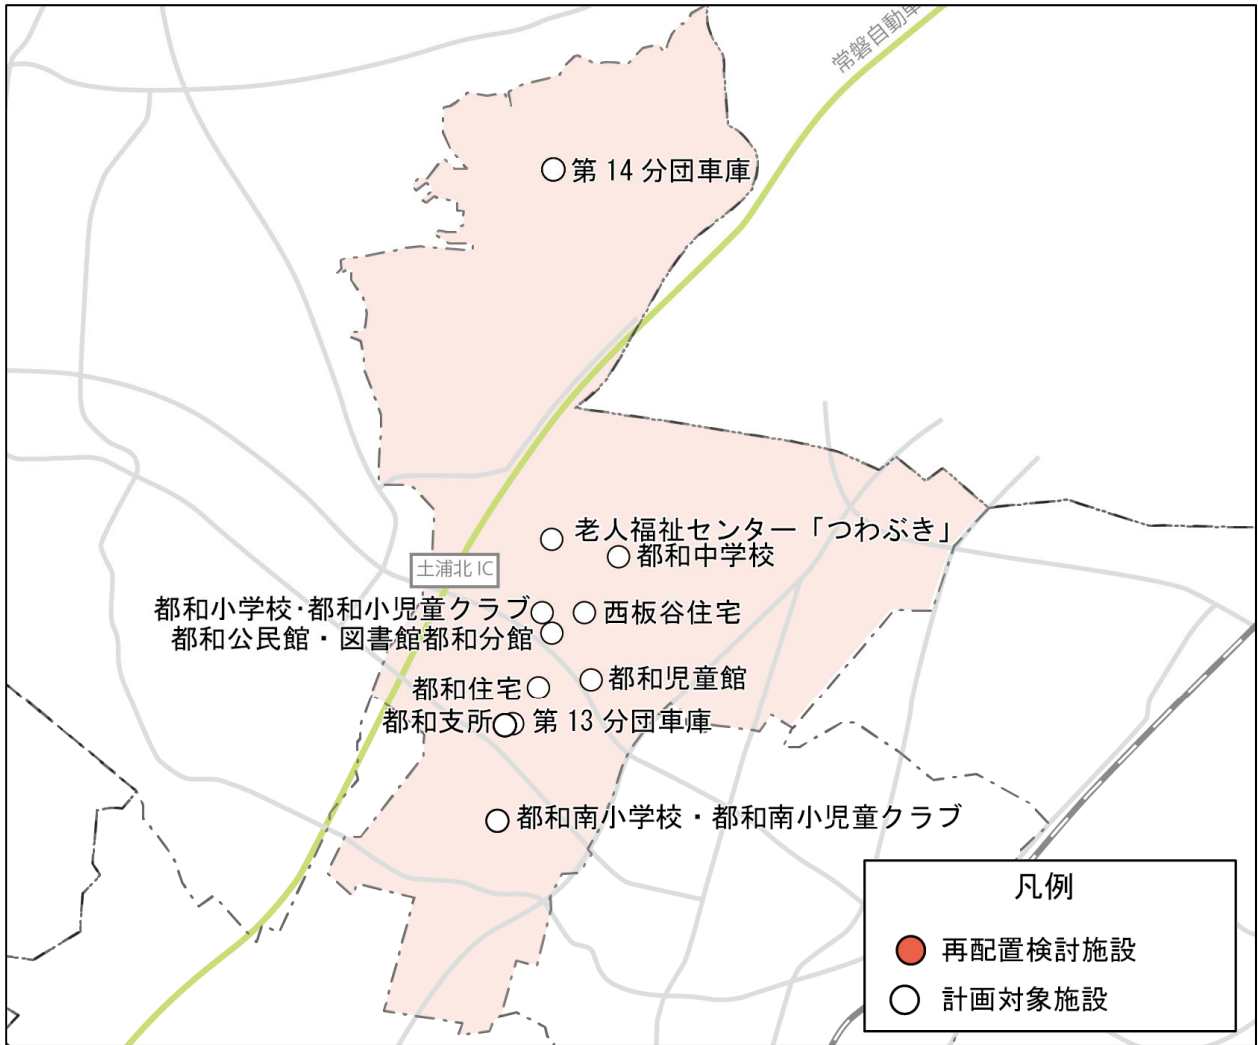 常磐自動車
第 14 分団車庫
老人福祉センター「つわぶき」
都和中学校
土浦北 IC
都和小学校･都和小児童クラブ
西板谷住宅
都和公民館・図書館都和分館
都和児童館
都和住宅
都和支所
第 13 分団車庫
都和南小学校・都和南小児童クラブ
凡例
再配置検討施設
計画対象施設